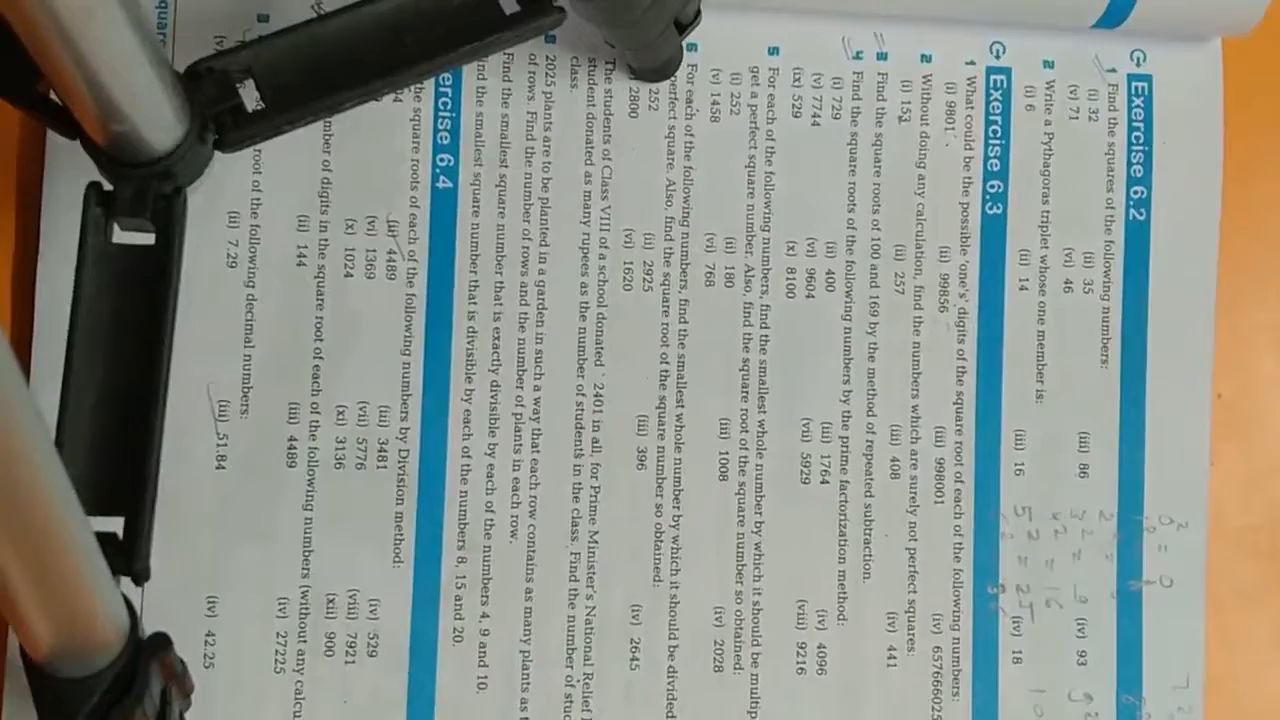 Exercise 6.2
1 Find the squares of the following numbers:
(i) 32 (ii) 35 (iii) 86 (iv) 93
(v) 71 (vi) 46
2 Write a Pythagoras triplet whose one member is:
(i) 6 (ii) 14 (iii) 16 (iv) 18
Exercise 6.3
1 What could be the possible 'one's' digits of the square root of each of the following numbers:
(i) 9801 (ii) 99856 (iii) 998001 (iv) 657666025
2 Without doing any calculation, find the numbers which are surely not perfect squares:
(i) 153 (ii) 257 (iii) 408 (iv) 441
3 Find the square roots of 100 and 169 by the method of repeated subtraction.
4 Find the square roots of the following numbers by the prime factorization method:
(i) 729 (ii) 400 (iii) 1764 (iv) 4096
(v) 7744 (vi) 9604 (vii) 5929 (viii) 9216
(ix) 529 (x) 8100
5 For each of the following numbers, find the smallest whole number by which it should be multip
get a perfect square number. Also, find the square root of the square number so obtained:
(i) 252 (ii) 180 (iii) 1008 (iv) 2028
(v) 1458 (vi) 768
6 For each of the following numbers, find the smallest whole number by which it should be divided
perfect square. Also, find the square root of the square number so obtained:
252 (ii) 2925 (iii) 396 (iv) 2645
2800 (vi) 1620
The students of Class VIII of a school donated ` 2401 in all, for Prime Minister's National Relief
student donated as many rupees as the number of students in the class. Find the number of stud
class.
8 2025 plants are to be planted in a garden in such a way that each row contains as many plants as t
of rows. Find the number of rows and the number of plants in each row.
Find the smallest square number that is exactly divisible by each of the numbers 4, 9 and 10.
ind the smallest square number that is divisible by each of the numbers 8, 15 and 20.
ercise 6.4
the square roots of each of the following numbers by Division method:
04 (ii) 4489 (iii) 3481 (iv) 529
(vi) 1369 (vii) 5776 (viii) 7921
(x) 1024 (xi) 3136 (xii) 900
mber of digits in the square root of each of the following numbers (without any calcu
(ii) 144 (iii) 4489 (iv) 27225
root of the following decimal numbers:
(ii) 7.29 (iii) 51.84 (iv) 42.25
0² = 0
3² = 9
4² = 16
5² = 25